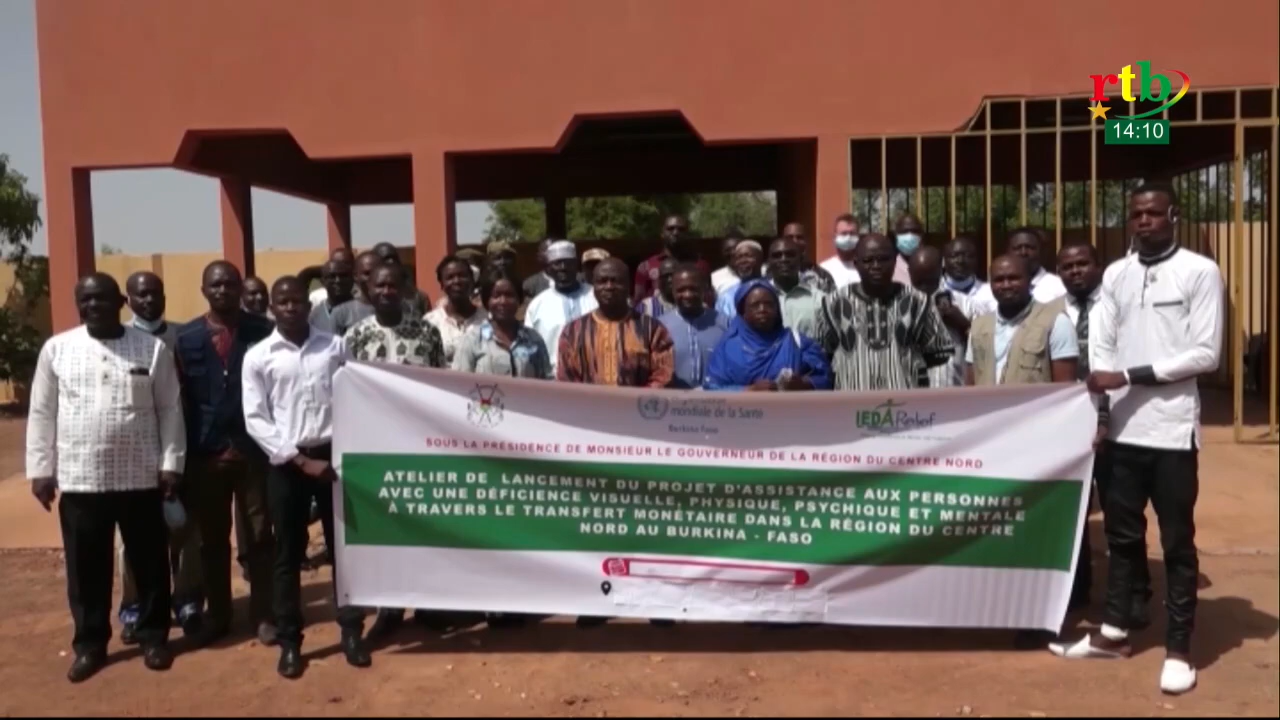 rtb
14:10
mondiale de la Santé
Burkina Faso
IEDA Relief
SOUS LA PRÉSIDENCE DE MONSIEUR LE GOUVERNEUR DE LA RÉGION DU CENTRE NORD
ATELIER DE LANCEMENT DU PROJET D'ASSISTANCE AUX PERSONNES
AVEC UNE DÉFICIENCE VISUELLE, PHYSIQUE, PSYCHIQUE ET MENTALE
À TRAVERS LE TRANSFERT MONÉTAIRE DANS LA RÉGION DU CENTRE
NORD AU BURKINA - FASO